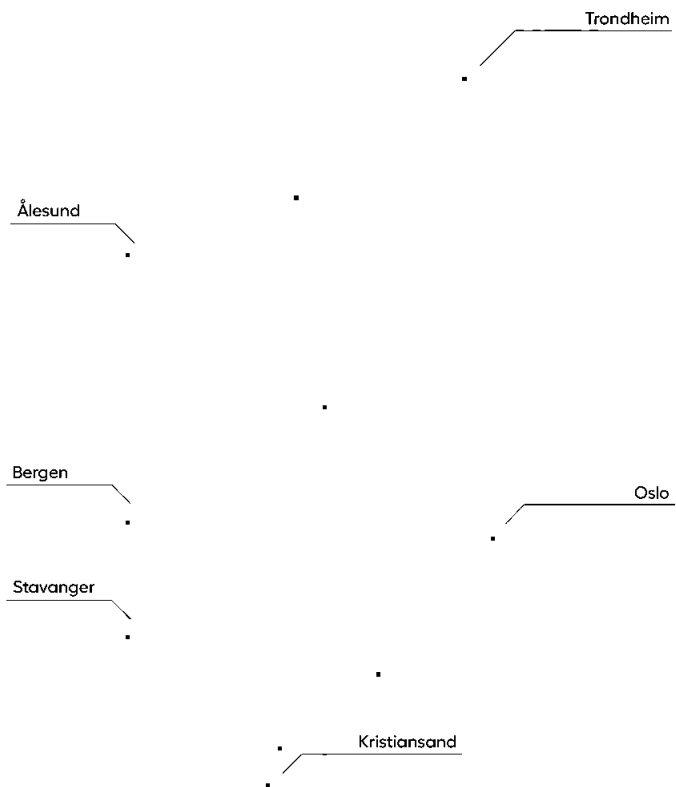 Trondheim
Ålesund
Bergen
Oslo
Stavanger
Kristiansand